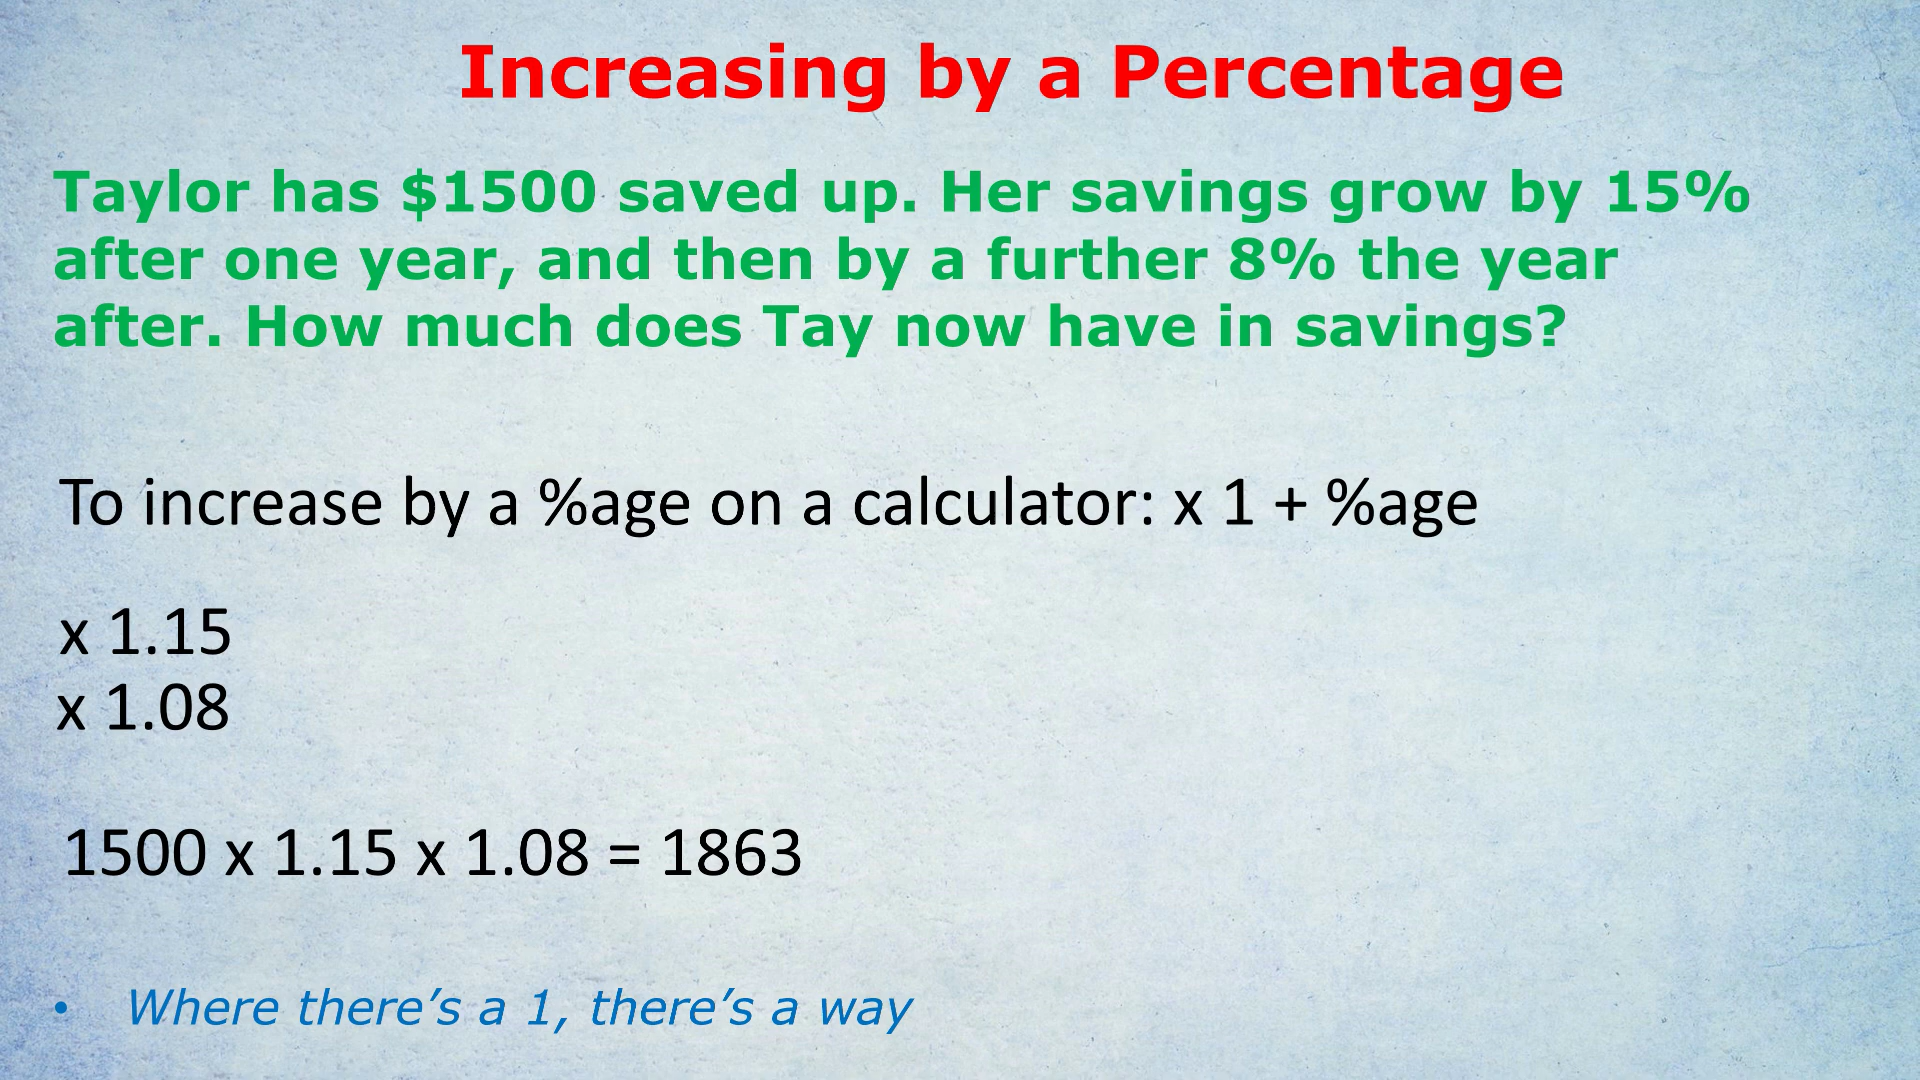 Increasing by a Percentage
Taylor has $1500 saved up. Her savings grow by 15%
after one year, and then by a further 8% the year
after. How much does Tay now have in savings?
To increase by a %age on a calculator: x 1 + %age
x 1.15
x 1.08
1500 x 1.15 x 1.08 = 1863
• Where there’s a 1, there’s a way